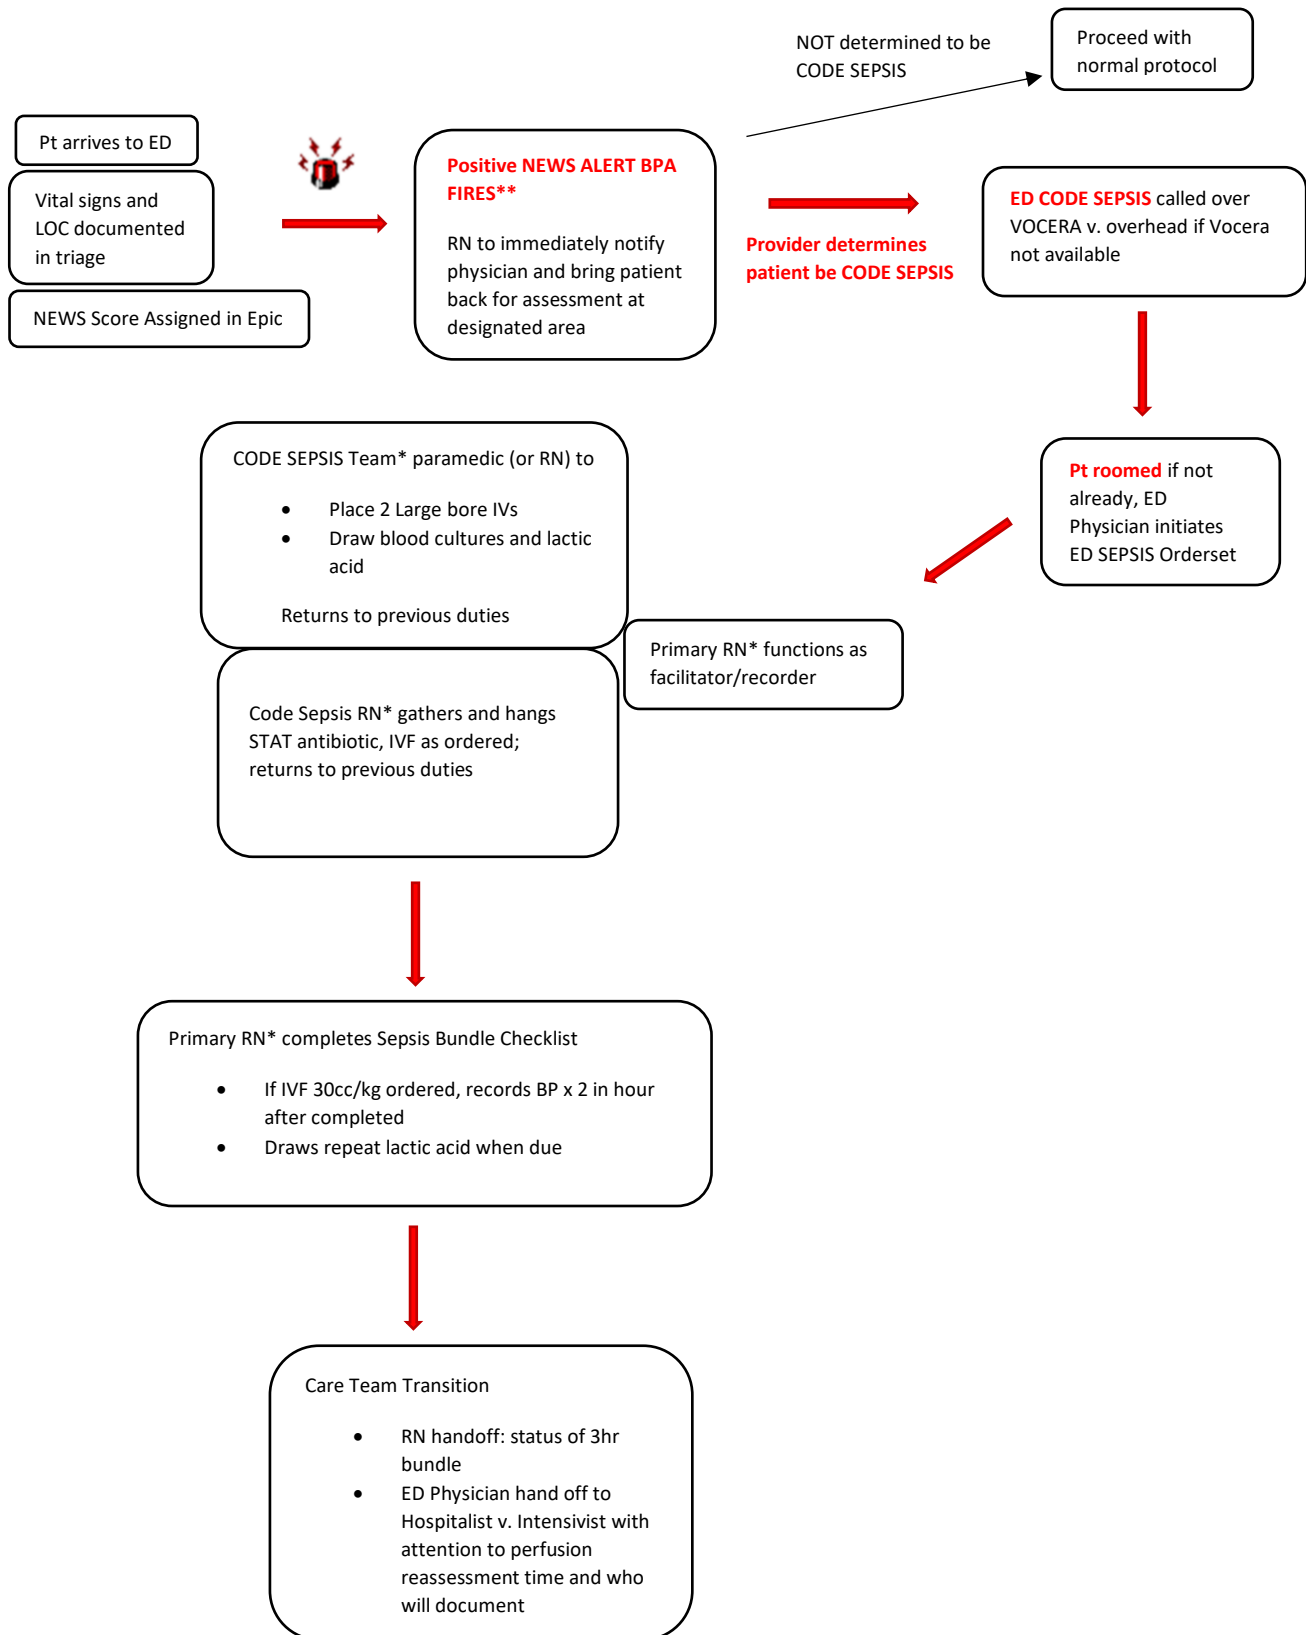 Pt arrives to ED
Vital signs and
LOC documented
in triage
NEWS Score Assigned in Epic
Positive NEWS ALERT BPA
FIRES**
RN to immediately notify
physician and bring patient
back for assessment at
designated area
NOT determined to be
CODE SEPSIS
Proceed with
normal protocol
Provider determines
patient be CODE SEPSIS
ED CODE SEPSIS called over
VOCERA v. overhead if Vocera
not available
Pt roomed if not
already, ED
Physician initiates
ED SEPSIS Orderset
CODE SEPSIS Team* paramedic (or RN) to
• Place 2 Large bore IVs
• Draw blood cultures and lactic
acid
Returns to previous duties
Primary RN* functions as
facilitator/recorder
Code Sepsis RN* gathers and hangs
STAT antibiotic, IVF as ordered;
returns to previous duties
Primary RN* completes Sepsis Bundle Checklist
• If IVF 30cc/kg ordered, records BP x 2 in hour
after completed
• Draws repeat lactic acid when due
Care Team Transition
• RN handoff: status of 3hr
bundle
• ED Physician hand off to
Hospitalist v. Intensivist with
attention to perfusion
reassessment time and who
will document